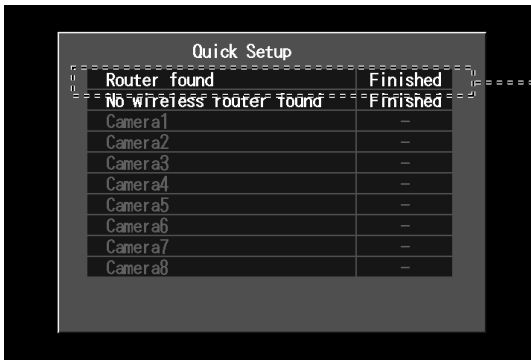 Quick Setup
Router found Finished
No wireless router found Finished
Camera1 –
Camera2 –
Camera3 –
Camera4 –
Camera5 –
Camera6 –
Camera7 –
Camera8 –